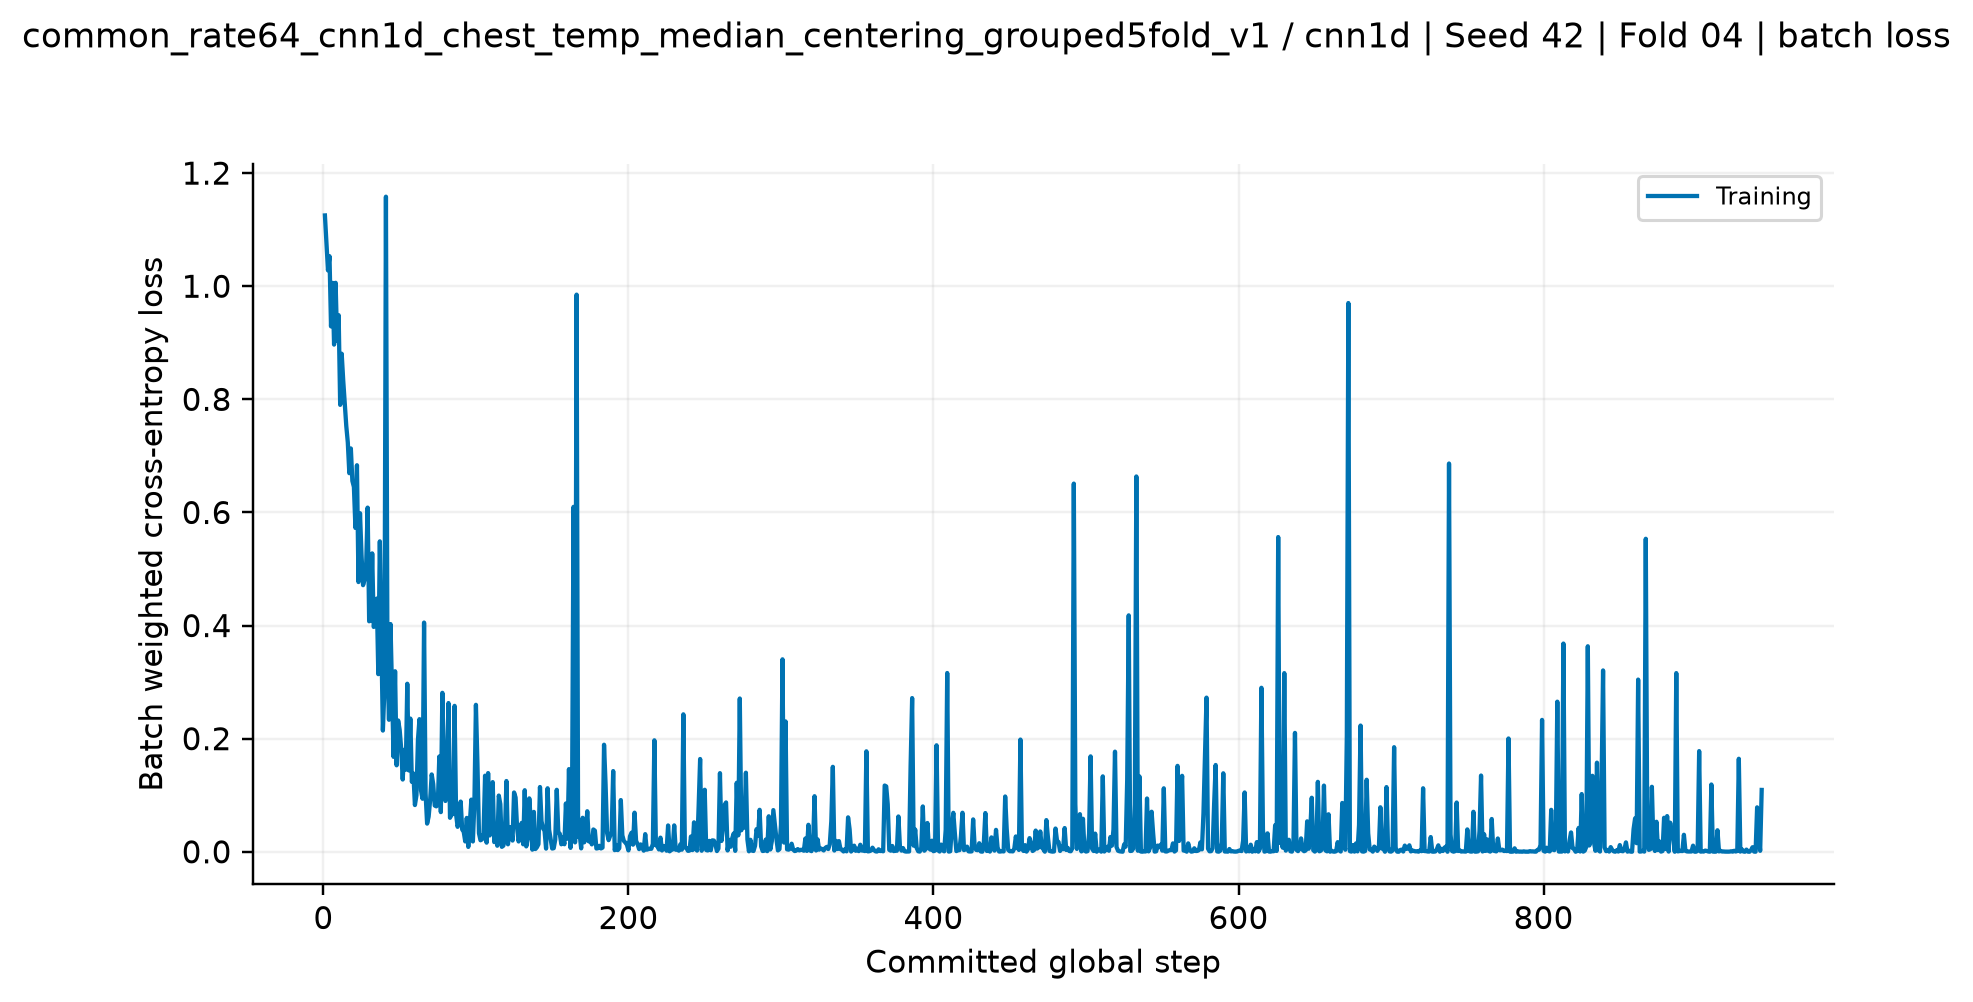 common_rate64_cnn1d_chest_temp_median_centering_grouped5fold_v1 / cnn1d | Seed 42 | Fold 04 | batch loss
Training
Batch weighted cross-entropy loss
1.2
1.0
0.8
0.6
0.4
0.2
0.0
0 200 400 600 800
Committed global step